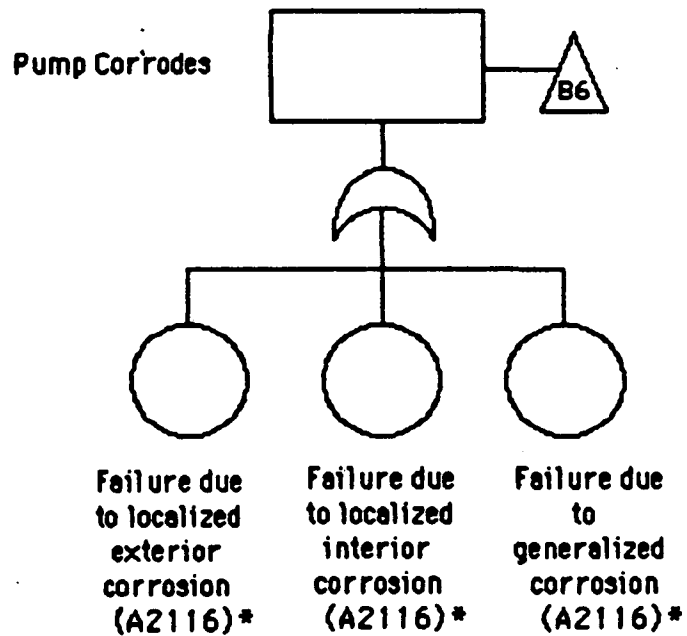 Pump Corrodes
B6
Failure due
to localized
exterior
corrosion
(A2116)*
Failure due
to localized
interior
corrosion
(A2116)*
Failure due
to
generalized
corrosion
(A2116)*